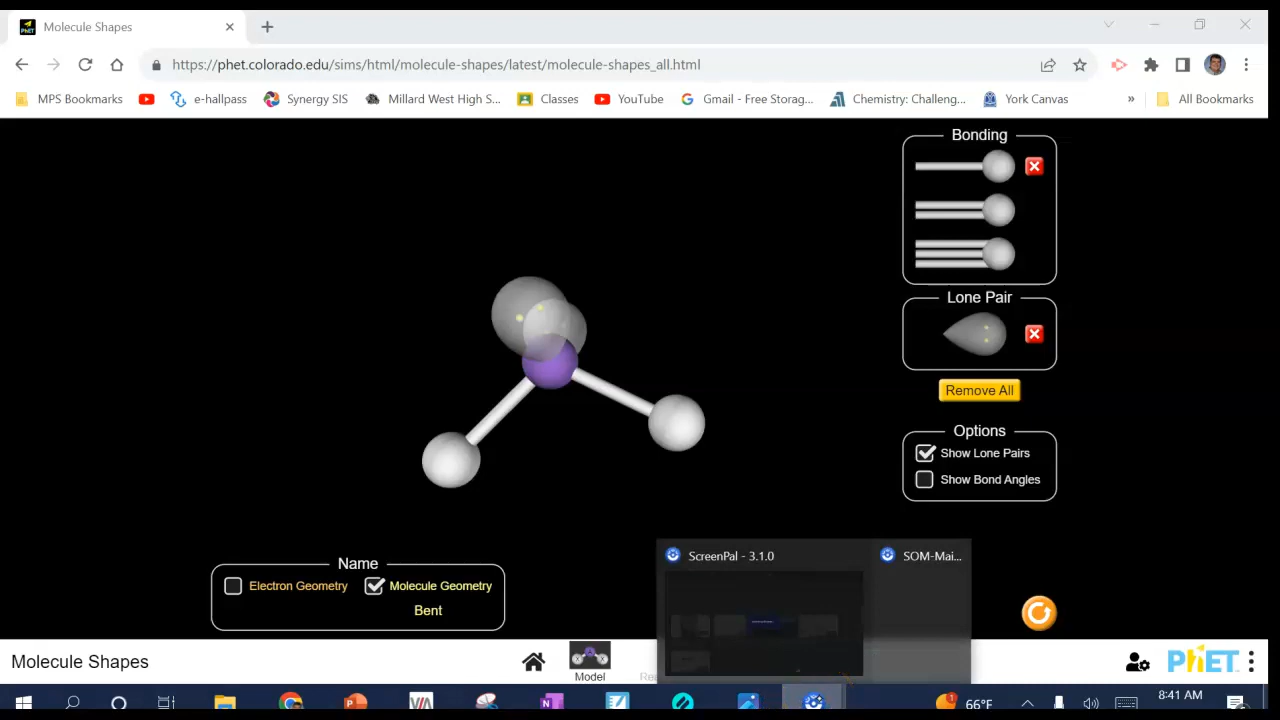 Molecule Shapes
https://phet.colorado.edu/sims/html/molecule-shapes/latest/molecule-shapes_all.html
MPS Bookmarks e-hallpass Synergy SIS Millard West High S... Classes YouTube Gmail - Free Storag... Chemistry: Challeng... York Canvas » All Bookmarks
Bonding
Lone Pair
Remove All
Options
Show Lone Pairs
Show Bond Angles
Name
Electron Geometry Molecule Geometry
Bent
ScreenPal - 3.1.0 SOM-Mai...
Molecule Shapes
Model
PhET
66°F
8:41 AM